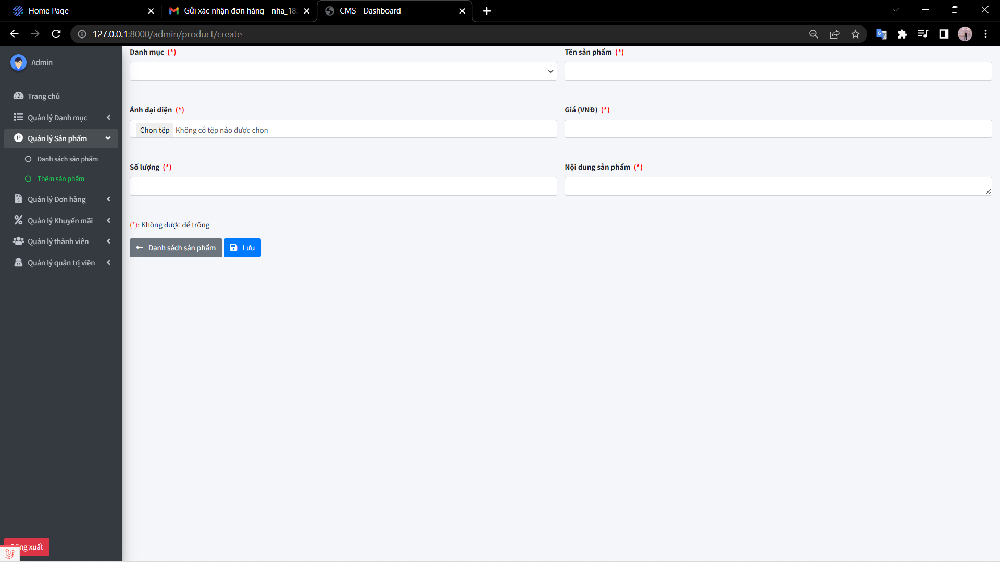 Home Page
Gửi xác nhận đơn hàng - nha_18
CMS - Dashboard
127.0.0.1:8000/admin/product/create
Admin
Trang chủ
Quản lý Danh mục
Quản lý Sản phẩm
Danh sách sản phẩm
Thêm sản phẩm
Quản lý Đơn hàng
Quản lý Khuyến mãi
Quản lý thành viên
Quản lý quản trị viên
Danh mục (*)
Tên sản phẩm (*)
Ảnh đại diện (*)
Giá (VNĐ) (*)
Chọn tệp Không có tệp nào được chọn
Số lượng (*)
Nội dung sản phẩm (*)
(*): Không được để trống
Danh sách sản phẩm
Lưu
Đăng xuất